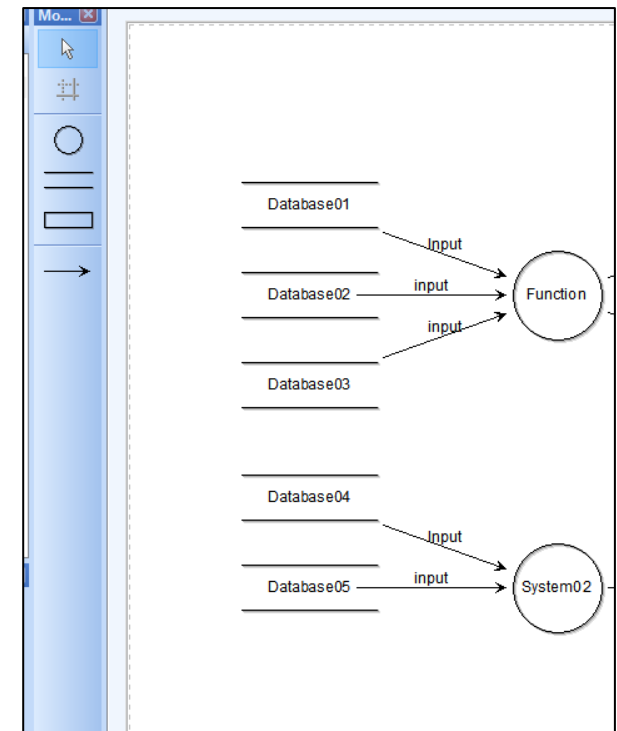 Mo...
Database01
Input
Database02
input
Function
input
Database03
Database04
Input
Database05
input
System02